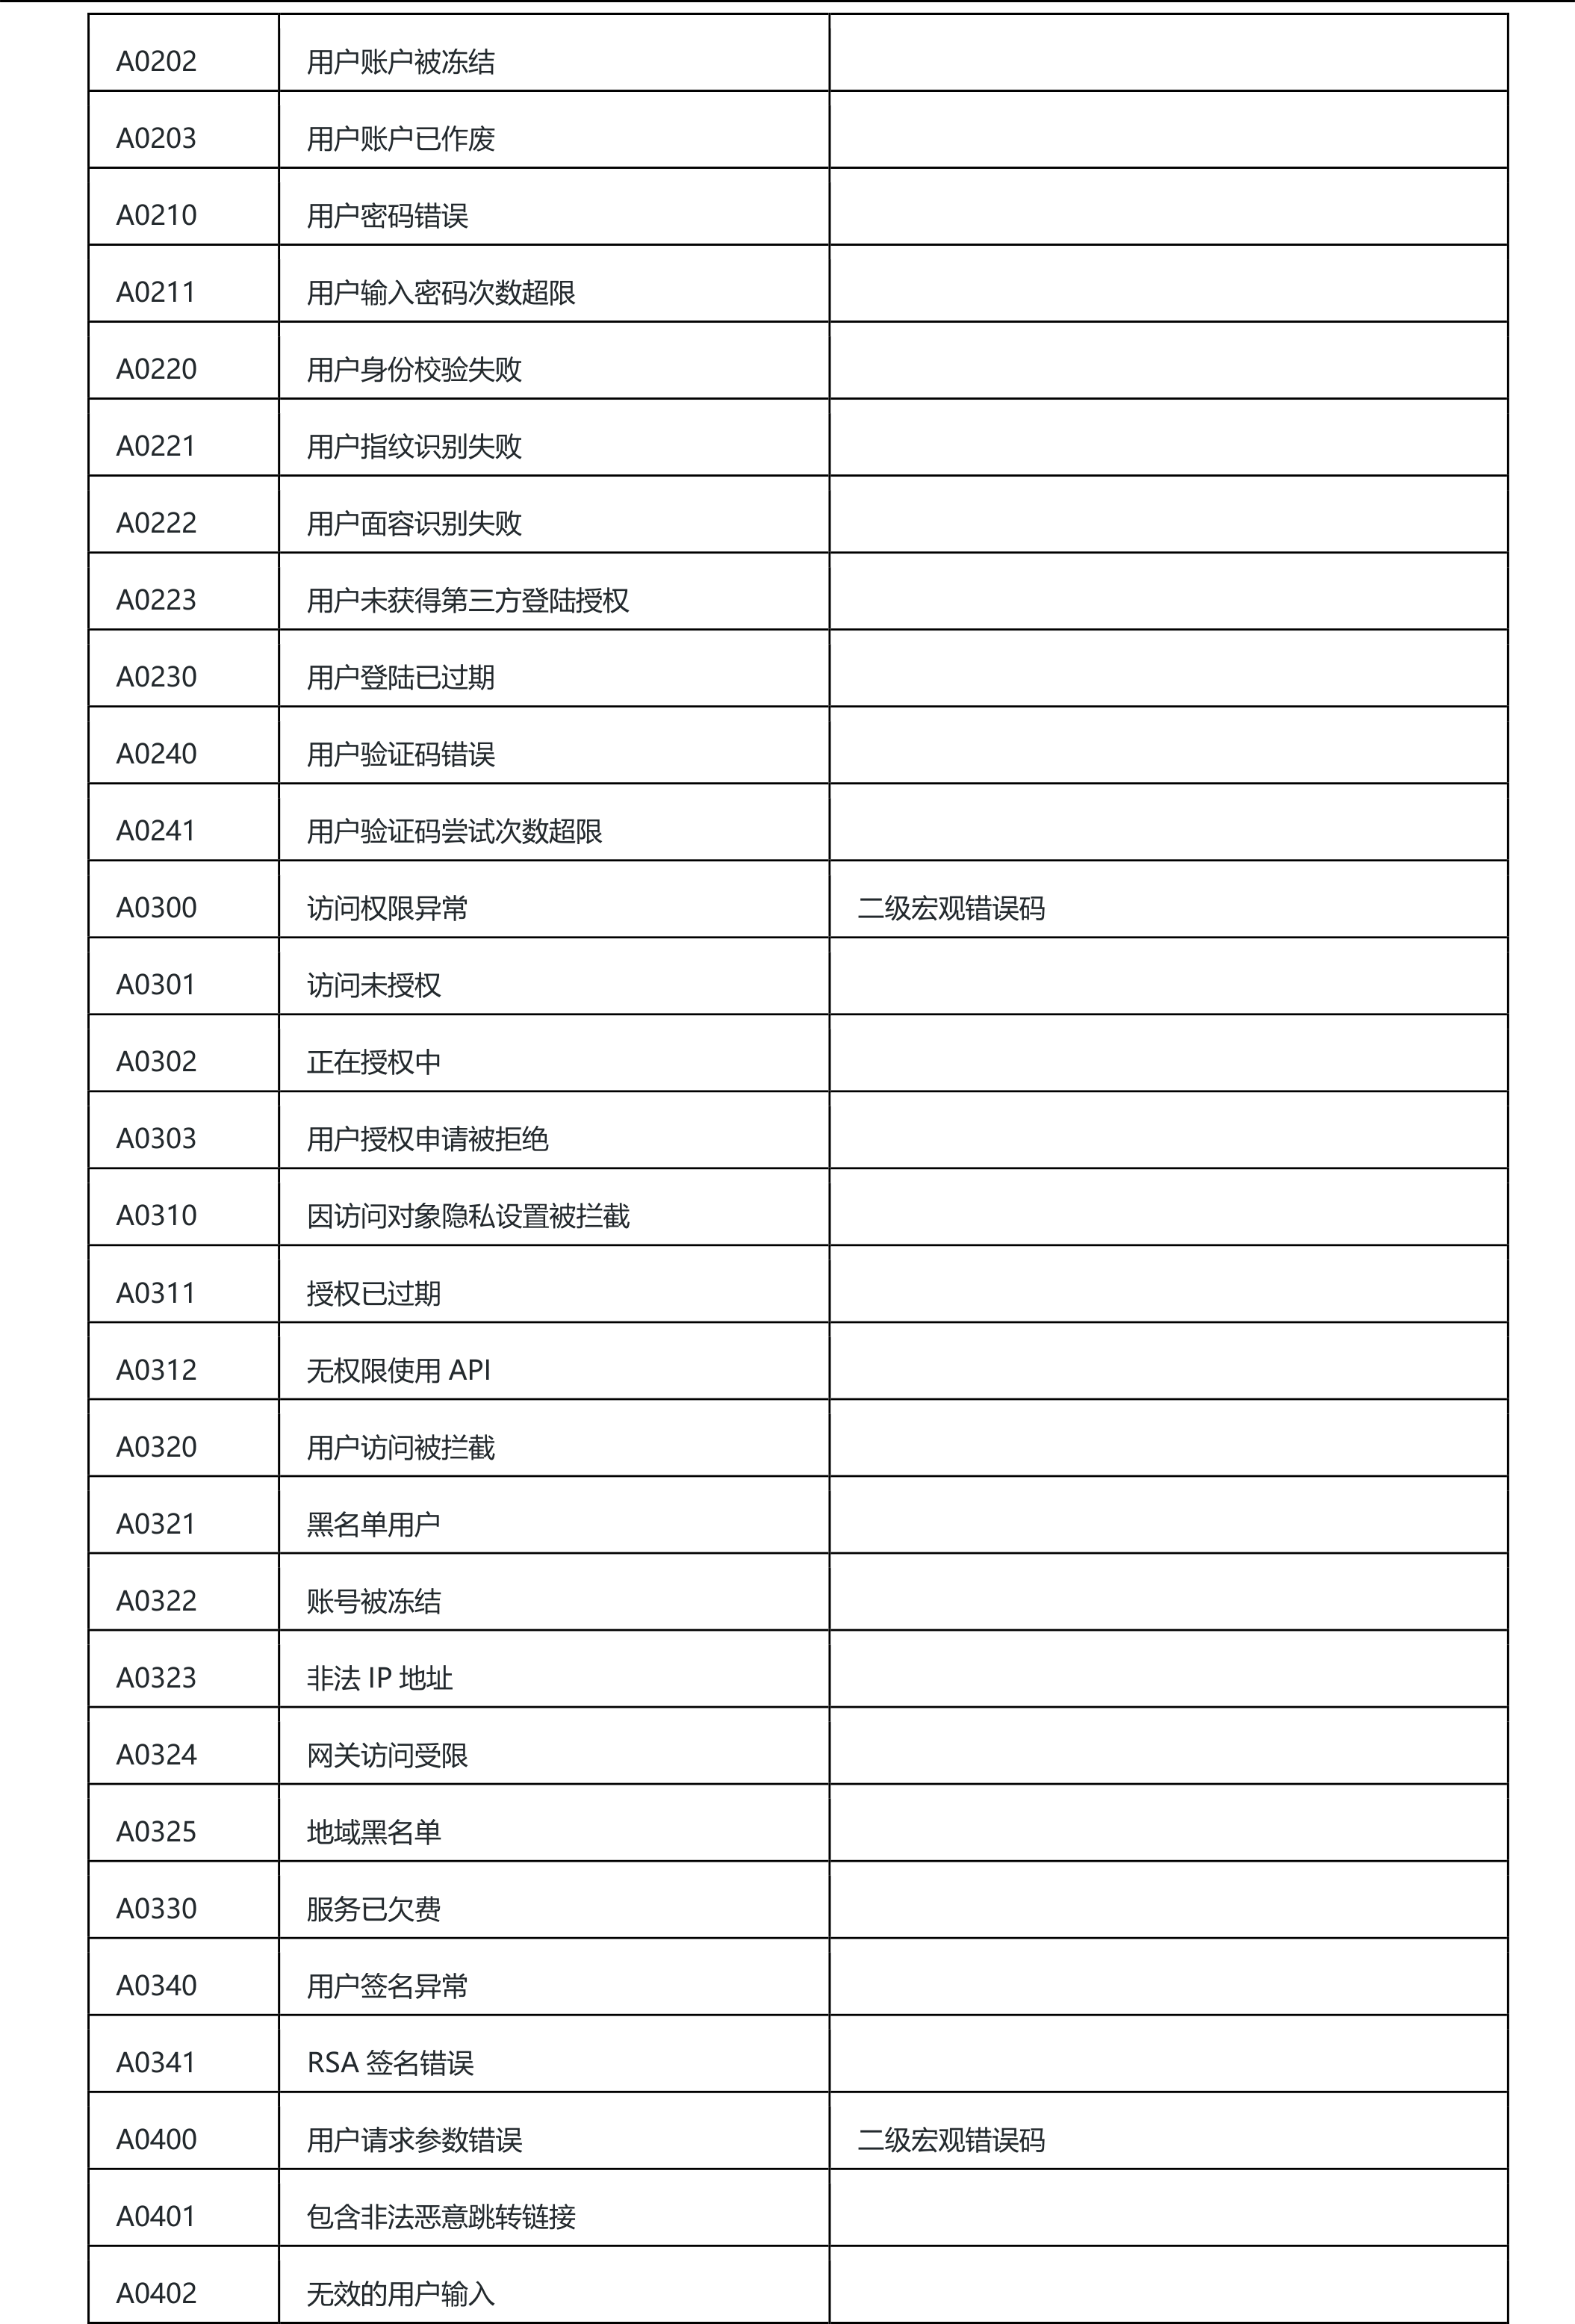 A0202 用户账户被冻结
A0203 用户账户已作废
A0210 用户密码错误
A0211 用户输入密码次数超限
A0220 用户身份校验失败
A0221 用户指纹识别失败
A0222 用户面容识别失败
A0223 用户未获得第三方登陆授权
A0230 用户登陆已过期
A0240 用户验证码错误
A0241 用户验证码尝试次数超限
A0300 访问权限异常 二级宏观错误码
A0301 访问未授权
A0302 正在授权中
A0303 用户授权申请被拒绝
A0310 因访问对象隐私设置被拦截
A0311 授权已过期
A0312 无权限使用 API
A0320 用户访问被拦截
A0321 黑名单用户
A0322 账号被冻结
A0323 非法 IP 地址
A0324 网关访问受限
A0325 地域黑名单
A0330 服务已欠费
A0340 用户签名异常
A0341 RSA 签名错误
A0400 用户请求参数错误 二级宏观错误码
A0401 包含非法恶意跳转链接
A0402 无效的用户输入